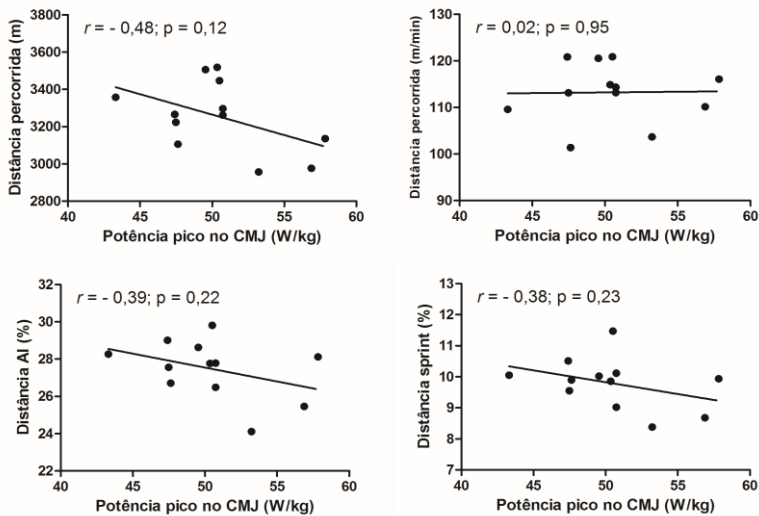 r = - 0,48; p = 0,12
Distância percorrida (m)
3800
3600
3400
3200
3000
2800
40 45 50 55 60
Potência pico no CMJ (W/kg)
r = 0,02; p = 0,95
Distância percorrida (m/min)
130
120
110
100
90
40 45 50 55 60
Potência pico no CMJ (W/kg)
r = - 0,39; p = 0,22
Distância AI (%)
32
30
28
26
24
22
40 45 50 55 60
Potência pico no CMJ (W/kg)
r = - 0,38; p = 0,23
Distância sprint (%)
13
12
11
10
9
8
7
40 45 50 55 60
Potência pico no CMJ (W/kg)